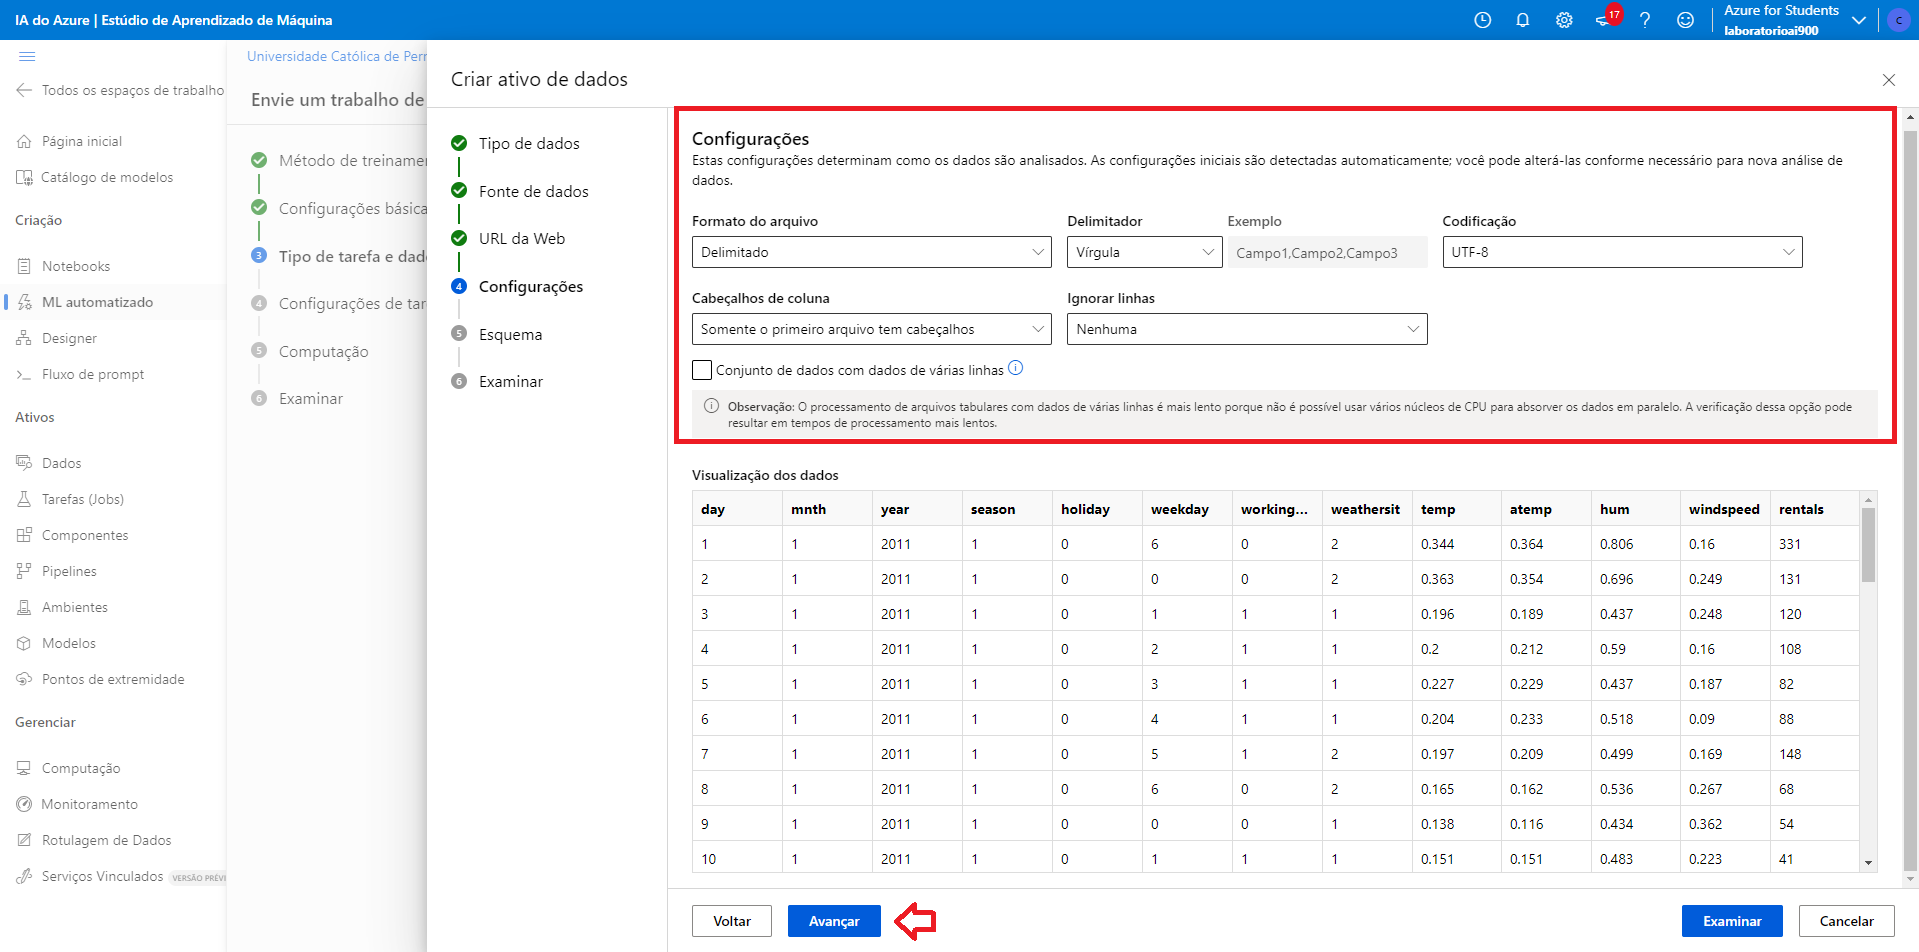 IA do Azure | Estúdio de Aprendizado de Máquina
17
?
Azure for Students
laboratorioai900
C
Todos os espaços de trabalho
Página inicial
Catálogo de modelos
Criação
Notebooks
ML automatizado
Designer
Fluxo de prompt
Ativos
Dados
Tarefas (Jobs)
Componentes
Pipelines
Ambientes
Modelos
Pontos de extremidade
Gerenciar
Computação
Monitoramento
Rotulagem de Dados
Serviços Vinculados VERSÃO PRÉVI
Universidade Católica de Perr
Envie um trabalho de
Método de treiname
Configurações básica
3 Tipo de tarefa e dad
4 Configurações de tar
5 Computação
6 Examinar
Criar ativo de dados
Tipo de dados
Fonte de dados
URL da Web
4 Configurações
5 Esquema
6 Examinar
Configurações
Estas configurações determinam como os dados são analisados. As configurações iniciais são detectadas automaticamente; você pode alterá-las conforme necessário para nova análise de
dados.
Formato do arquivo Delimitador Exemplo Codificação
Delimitado Vírgula Campo1,Campo2,Campo3 UTF-8
Cabeçalhos de coluna Ignorar linhas
Somente o primeiro arquivo tem cabeçalhos Nenhuma
Conjunto de dados com dados de várias linhas
Observação: O processamento de arquivos tabulares com dados de várias linhas é mais lento porque não é possível usar vários núcleos de CPU para absorver os dados em paralelo. A verificação dessa opção pode
resultar em tempos de processamento mais lentos.
Visualização dos dados
day mnth year season holiday weekday working... weathersit temp atemp hum windspeed rentals
1 1 2011 1 0 6 0 2 0.344 0.364 0.806 0.16 331
2 1 2011 1 0 0 0 2 0.363 0.354 0.696 0.249 131
3 1 2011 1 0 1 1 1 0.196 0.189 0.437 0.248 120
4 1 2011 1 0 2 1 1 0.2 0.212 0.59 0.16 108
5 1 2011 1 0 3 1 1 0.227 0.229 0.437 0.187 82
6 1 2011 1 0 4 1 1 0.204 0.233 0.518 0.09 88
7 1 2011 1 0 5 1 2 0.197 0.209 0.499 0.169 148
8 1 2011 1 0 6 0 2 0.165 0.162 0.536 0.267 68
9 1 2011 1 0 0 0 1 0.138 0.116 0.434 0.362 54
10 1 2011 1 0 1 1 1 0.151 0.151 0.483 0.223 41
Voltar Avançar Examinar Cancelar